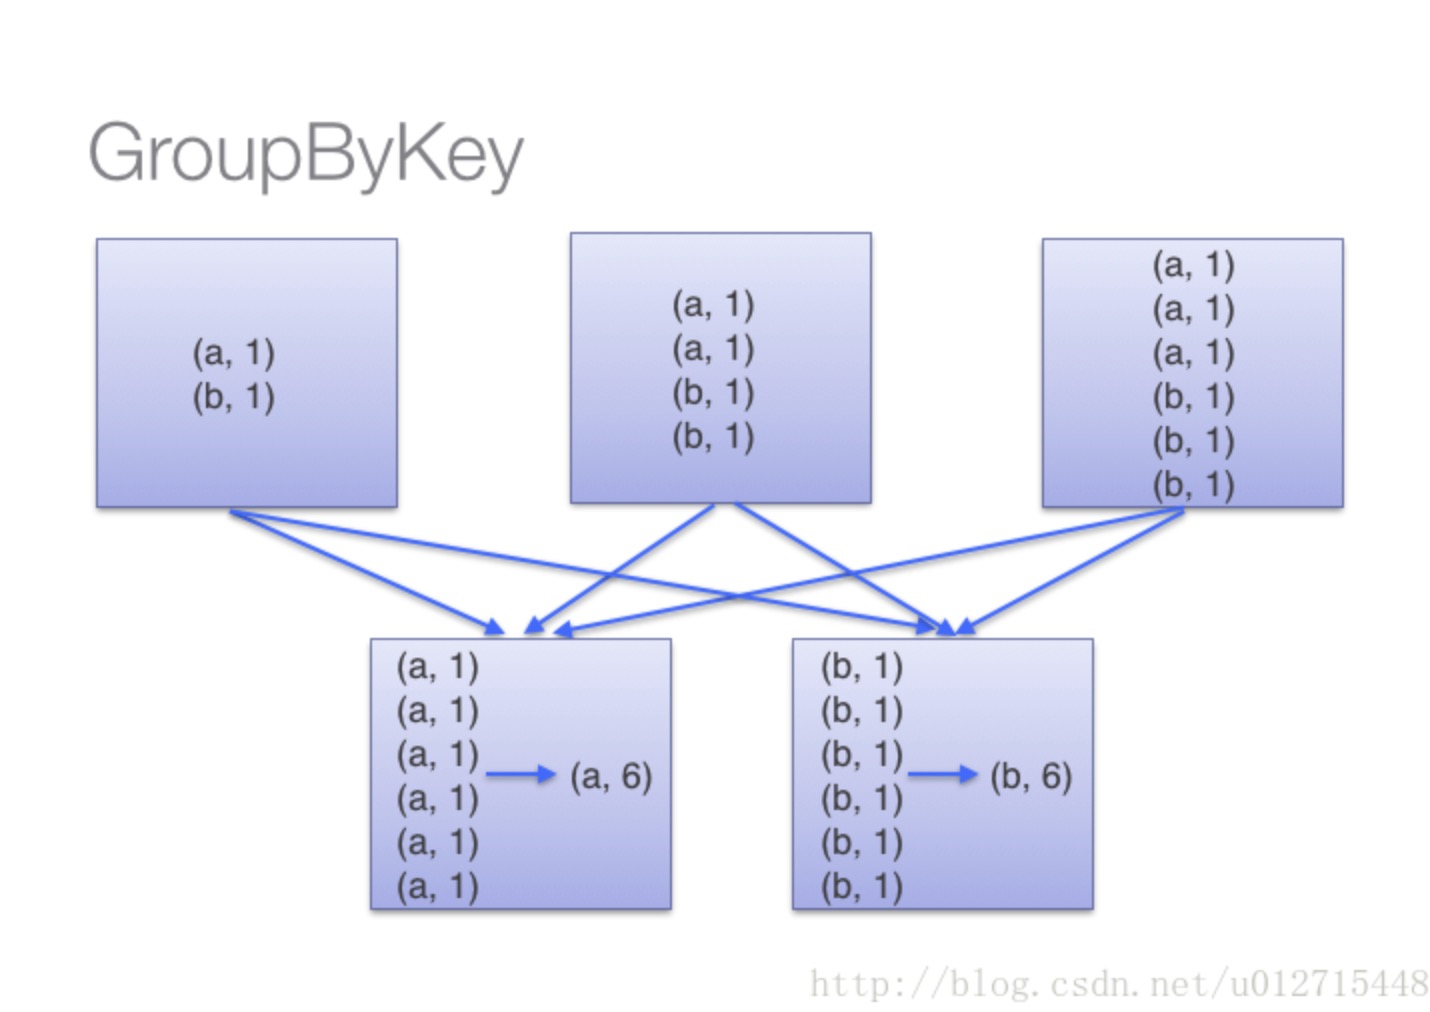 GroupByKey
(a, 1)
(b, 1)
(a, 1)
(a, 1)
(b, 1)
(b, 1)
(a, 1)
(a, 1)
(a, 1)
(b, 1)
(b, 1)
(b, 1)
(a, 1)
(a, 1)
(a, 1)
(a, 1)
(a, 1)
(a, 1)
(a, 6)
(b, 1)
(b, 1)
(b, 1)
(b, 1)
(b, 1)
(b, 1)
(b, 6)
http://blog.csdn.net/u012715448